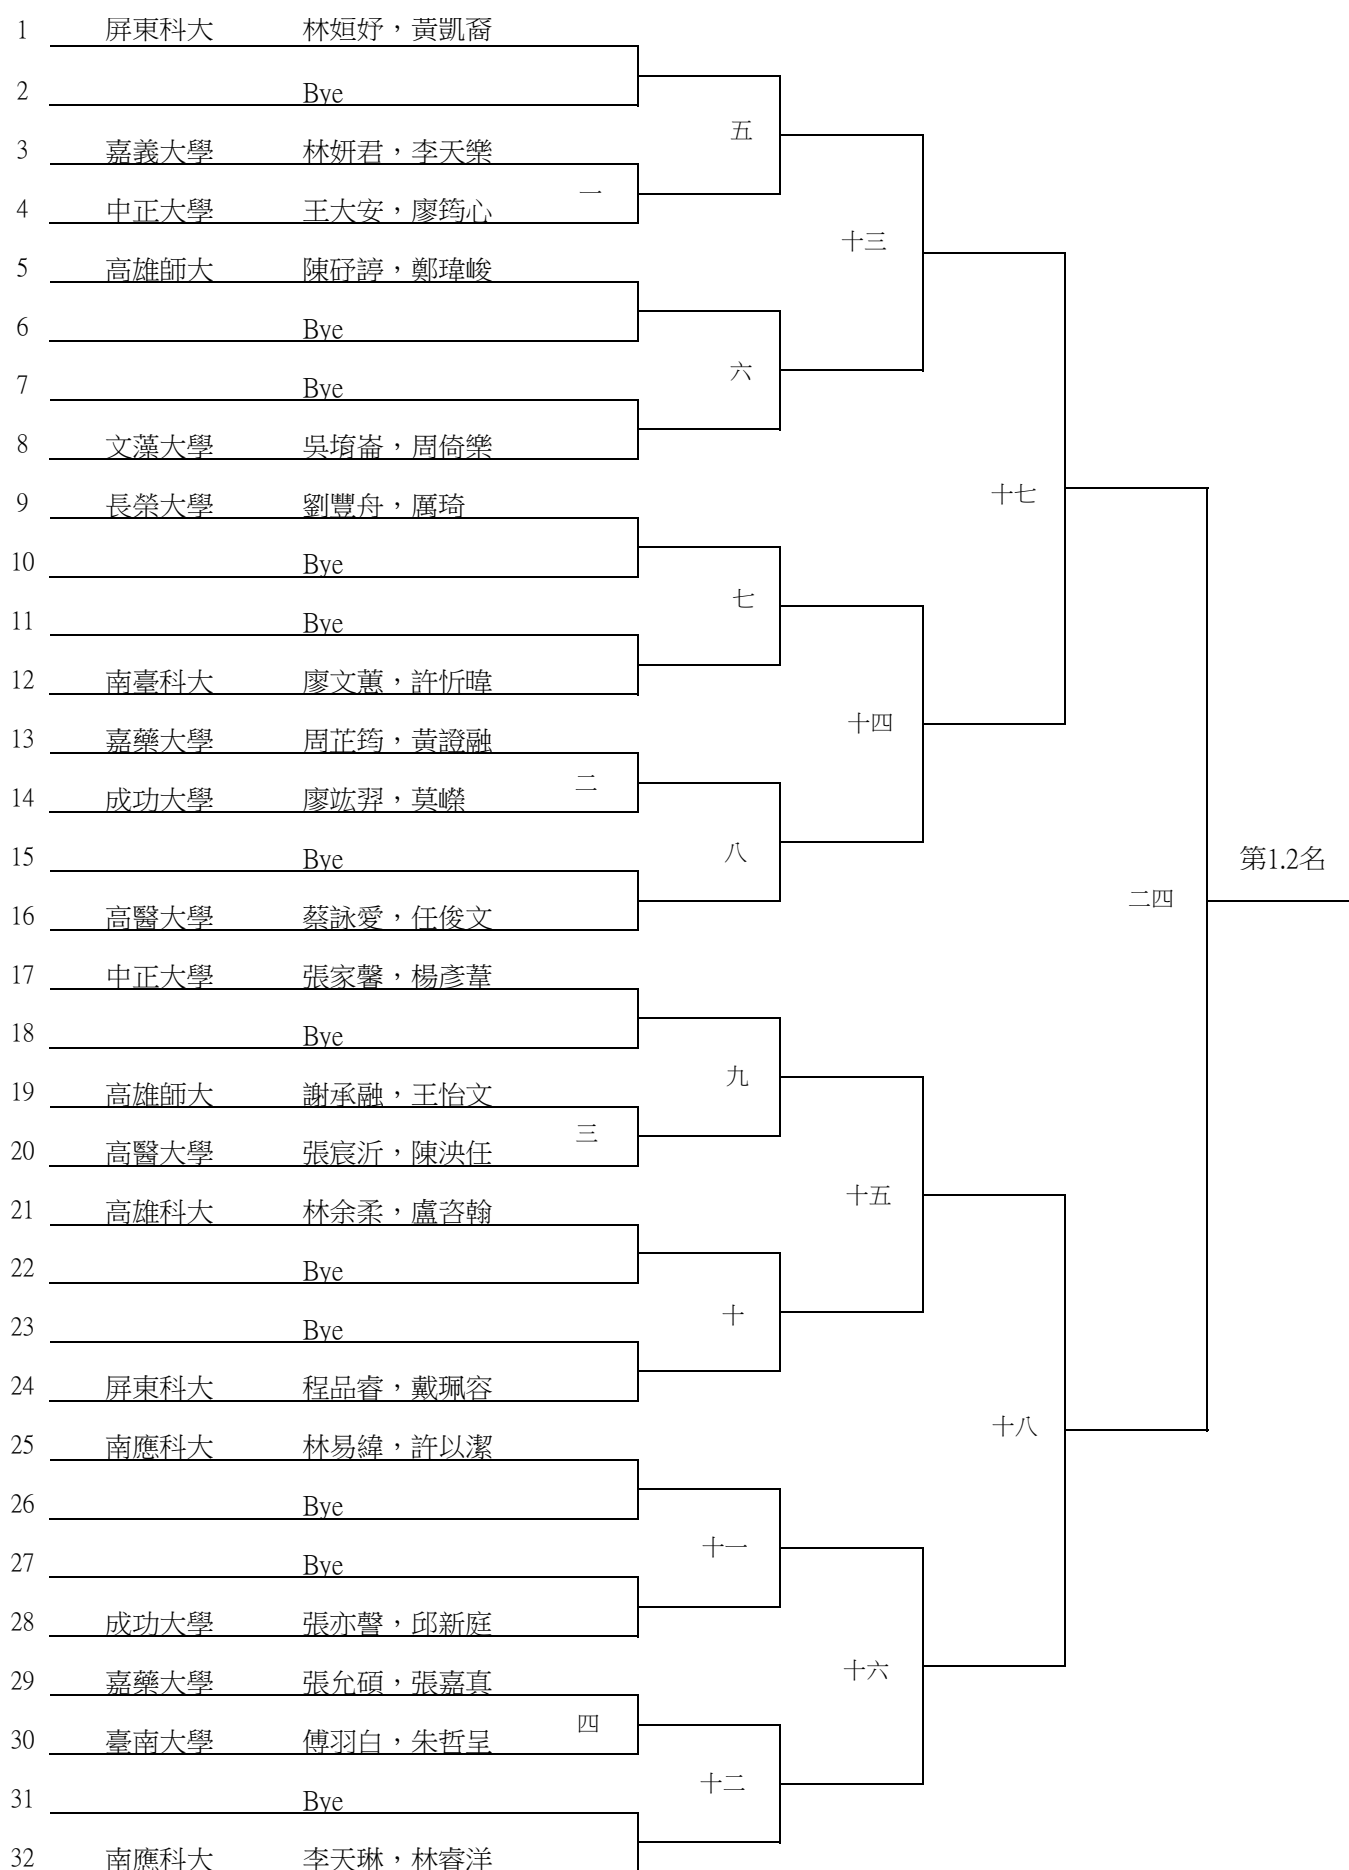 1 屏東科大 林姮妤，黃凱裔
2 Bye
五
3 嘉義大學 林妍君，李天樂
一
4 中正大學 王大安，廖筠心
十三
5 高雄師大 陳砡諄，鄭瑋峻
6 Bye
六
7 Bye
8 文藻大學 吳堉崙，周倚樂
9 長榮大學 劉豐舟，厲琦
十七
10 Bye
七
11 Bye
12 南臺科大 廖文蕙，許忻暐
十四
13 嘉藥大學 周芷筠，黃證融
二
14 成功大學 廖竑羿，莫嶸
15 Bye
八
第1.2名
二四
16 高醫大學 蔡詠愛，任俊文
17 中正大學 張家馨，楊彥葦
18 Bye
九
19 高雄師大 謝承融，王怡文
三
20 高醫大學 張宸沂，陳泱任
十五
21 高雄科大 林余柔，盧咨翰
22 Bye
十
23 Bye
24 屏東科大 程品睿，戴珮容
十八
25 南應科大 林易緯，許以潔
26 Bye
十一
27 Bye
28 成功大學 張亦謦，邱新庭
十六
29 嘉藥大學 張允碩，張嘉真
四
30 臺南大學 傅羽白，朱哲呈
十二
31 Bye
32 南應科大 李天琳，林睿洋